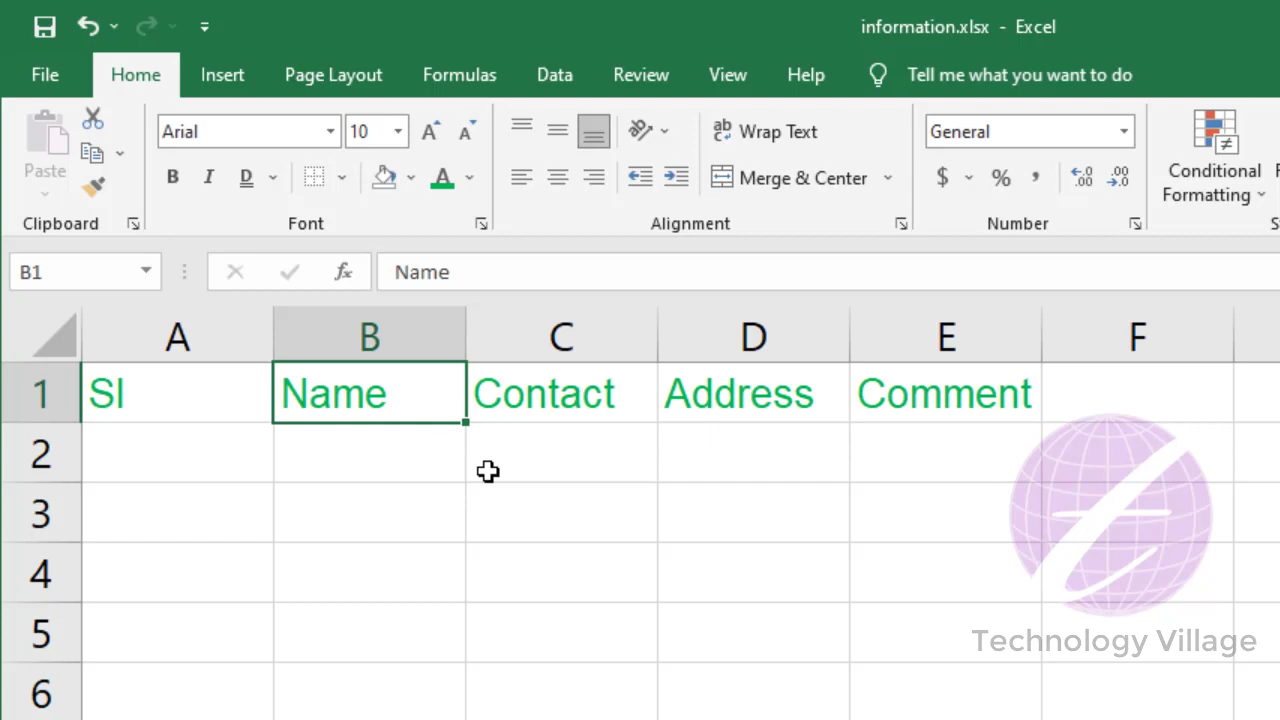 information.xlsx - Excel
File Home Insert Page Layout Formulas Data Review View Help Tell me what you want to do
Arial 10 Wrap Text General
Paste B I D Merge & Center $ % Conditional Formatting
Clipboard Font Alignment Number
B1 fx Name
A B C D E F
1 Sl Name Contact Address Comment
2
3
4
5
6
Technology Village